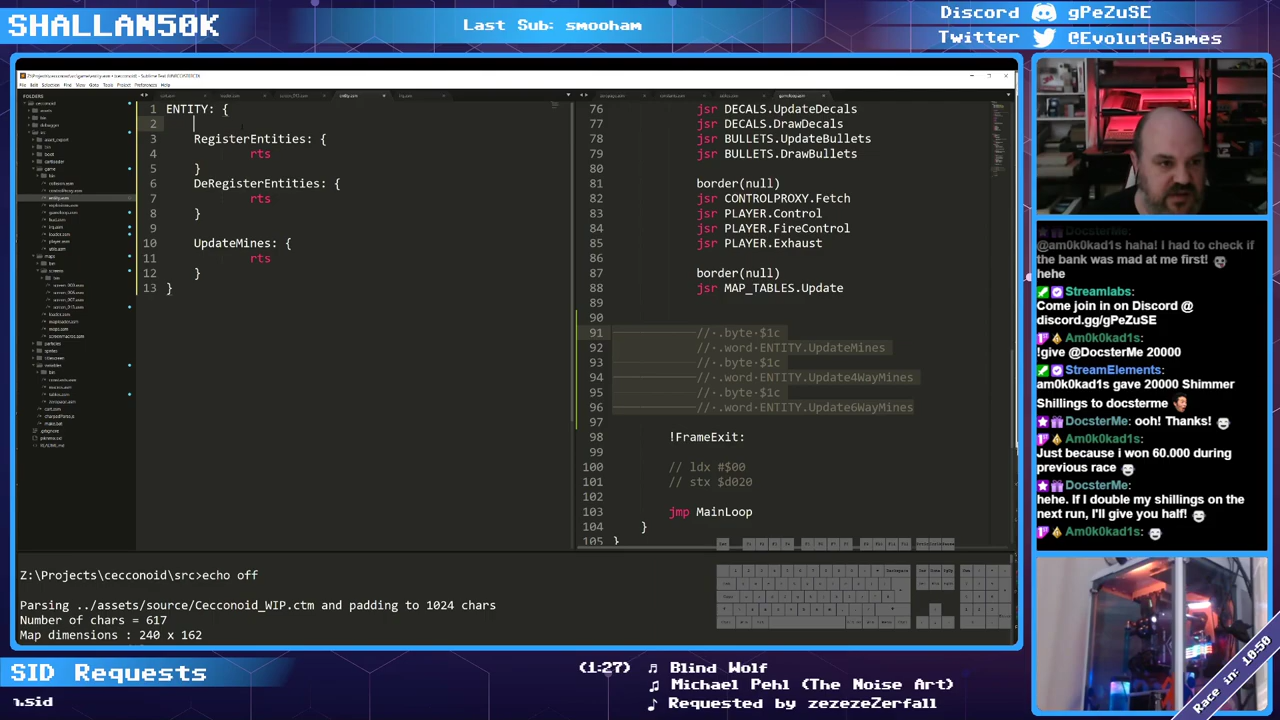 SHALLAN50K
Last Sub: smooham
Discord gPeZuSE
Twitter @EvoluteGames
FOLDERS
1 ENTITY: {
2
3 RegisterEntities: {
4 rts
5 }
6 DeRegisterEntities: {
7 rts
8 }
9
10 UpdateMines: {
11 rts
12 }
13 }
76 jsr DECALS.UpdateDecals
77 jsr DECALS.DrawDecals
78 jsr BULLETS.UpdateBullets
79 jsr BULLETS.DrawBullets
80
81 border(null)
82 jsr CONTROLPROXY.Fetch
83 jsr PLAYER.Control
84 jsr PLAYER.FireControl
85 jsr PLAYER.Exhaust
86
87 border(null)
88 jsr MAP_TABLES.Update
89
90
91 // .byte $1c
92 // .word ENTITY.UpdateMines
93 // .byte $1c
94 // .word ENTITY.Update4WayMines
95 // .byte $1c
96 // .word ENTITY.Update6WayMines
97
98 !FrameExit:
99
100 // ldx #$00
101 // stx $d020
102
103 jmp MainLoop
104 }
105 }
Z:\Projects\cecconoid\src>echo off
Parsing ../assets/source/Cecconoid_WIP.ctm and padding to 1024 chars
Number of chars = 617
Map dimensions : 240 x 162
DocsterMe:
@am0k0kad1s haha! I had to check if
the bank was mad at me first!
hehe
Streamlabs:
Come join in on Discord @
discord.gg/gPeZuSE
Am0k0kad1s:
!give @DocsterMe 20000
StreamElements:
am0k0kad1s gave 20000 Shimmer
Shillings to docsterme
DocsterMe: ooh! Thanks!
Am0k0kad1s:
Just because i won 60.000 during
previous race
DocsterMe:
hehe. If I double my shillings on the
next run, I'll give you half!
Am0k0kad1s:
Race in: 10:50
SID Requests
(1:27) Blind Wolf
Michael Pehl (The Noise Art)
Requested by zezezeZerfall